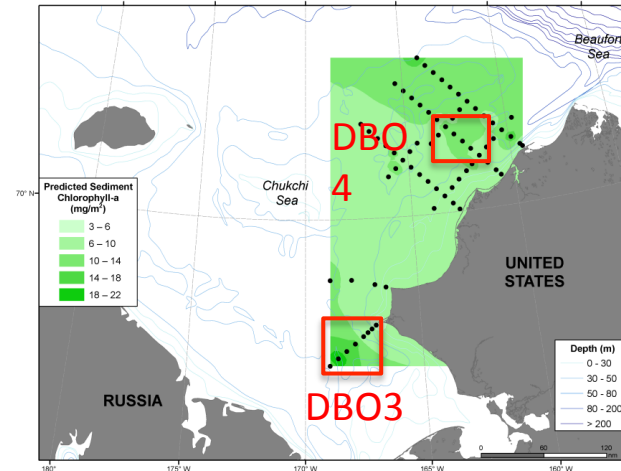 Beaufort
Sea
DBO
4
Chukchi
Sea
70° N
Predicted Sediment
Chlorophyll-a
(mg/m²)
3 – 6
6 – 10
10 – 14
14 – 18
18 – 22
UNITED
STATES
RUSSIA
DBO3
Depth (m)
0 - 30
30 - 50
50 - 80
80 - 200
> 200
0 60 120
nm
180° 175° W 170° W 165° W 160° W